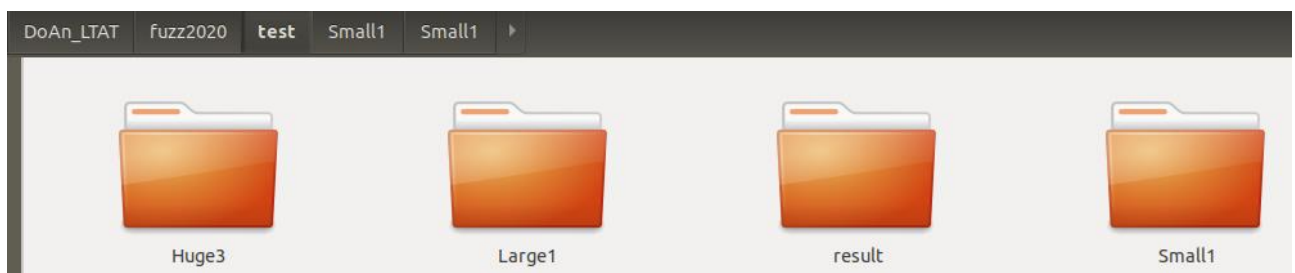 DoAn_LTAT fuzz2020 test Small1 Small1
Huge3 Large1 result Small1